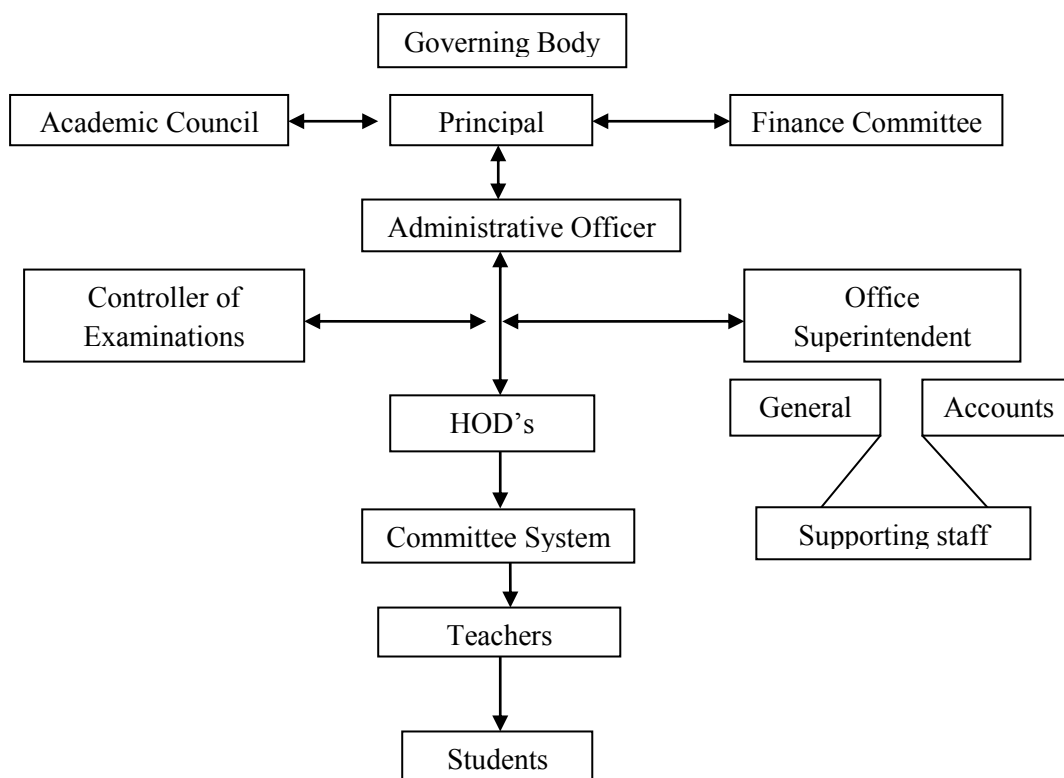 Governing Body
Academic Council
Principal
Finance Committee
Administrative Officer
Controller of
Examinations
Office
Superintendent
General
Accounts
HOD’s
Committee System
Supporting staff
Teachers
Students